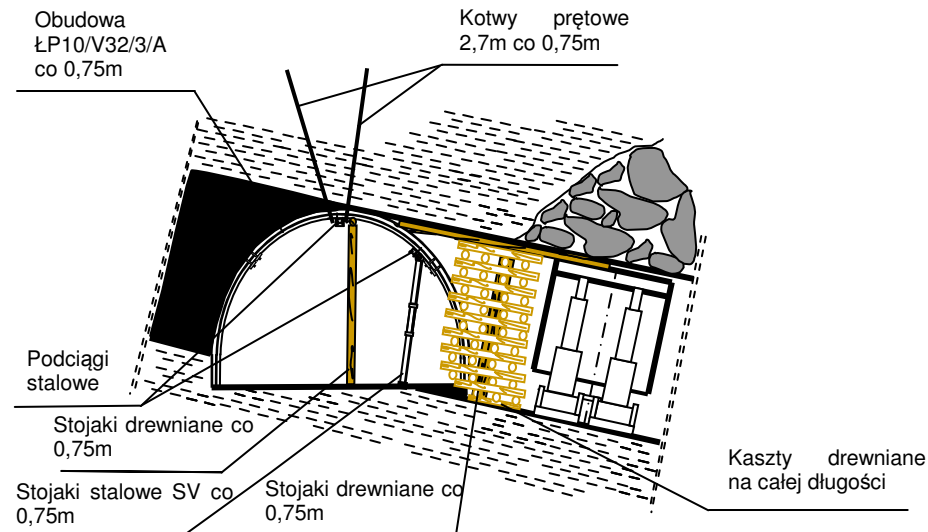 Obudowa
ŁP10/V32/3/A
co 0,75m
Kotwy prętowe
2,7m co 0,75m
Podciągi
stalowe
Stojaki drewniane co
0,75m
Stojaki stalowe SV co
0,75m
Stojaki drewniane co
0,75m
Kaszty drewniane
na całej długości